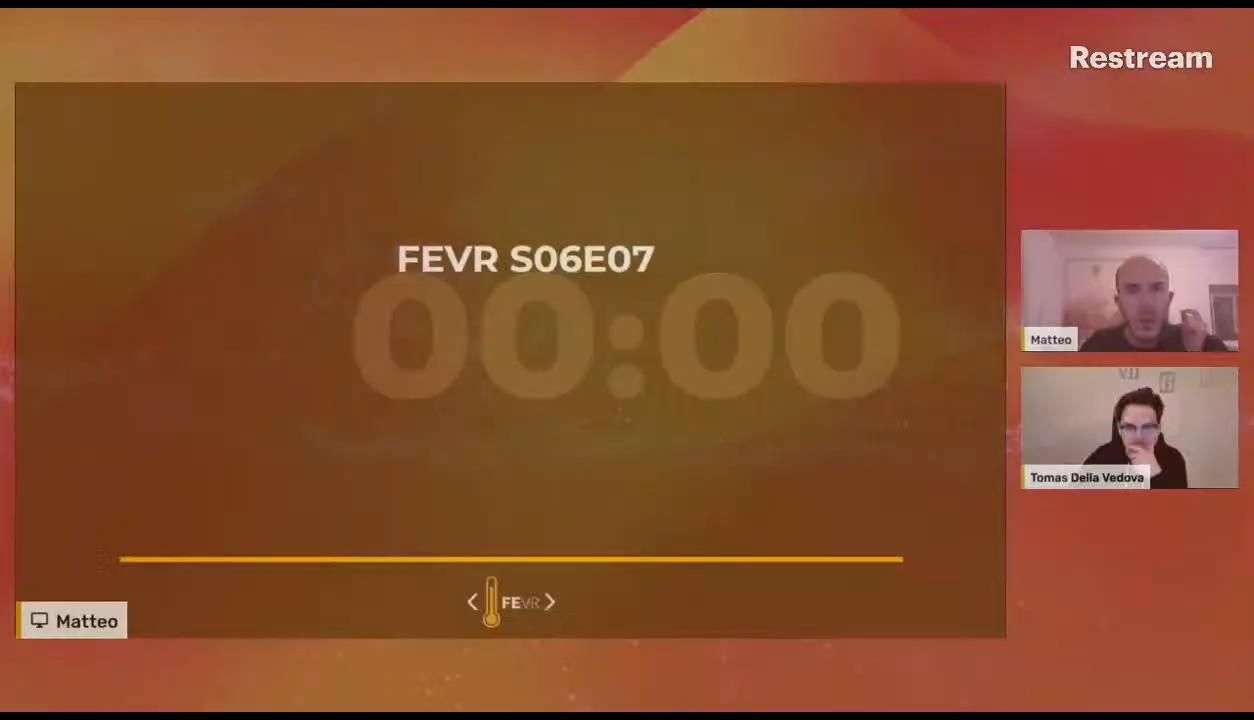 Restream
FEVR S06E07
00:00
Matteo
Tomas Della Vedova
FEVR
Matteo